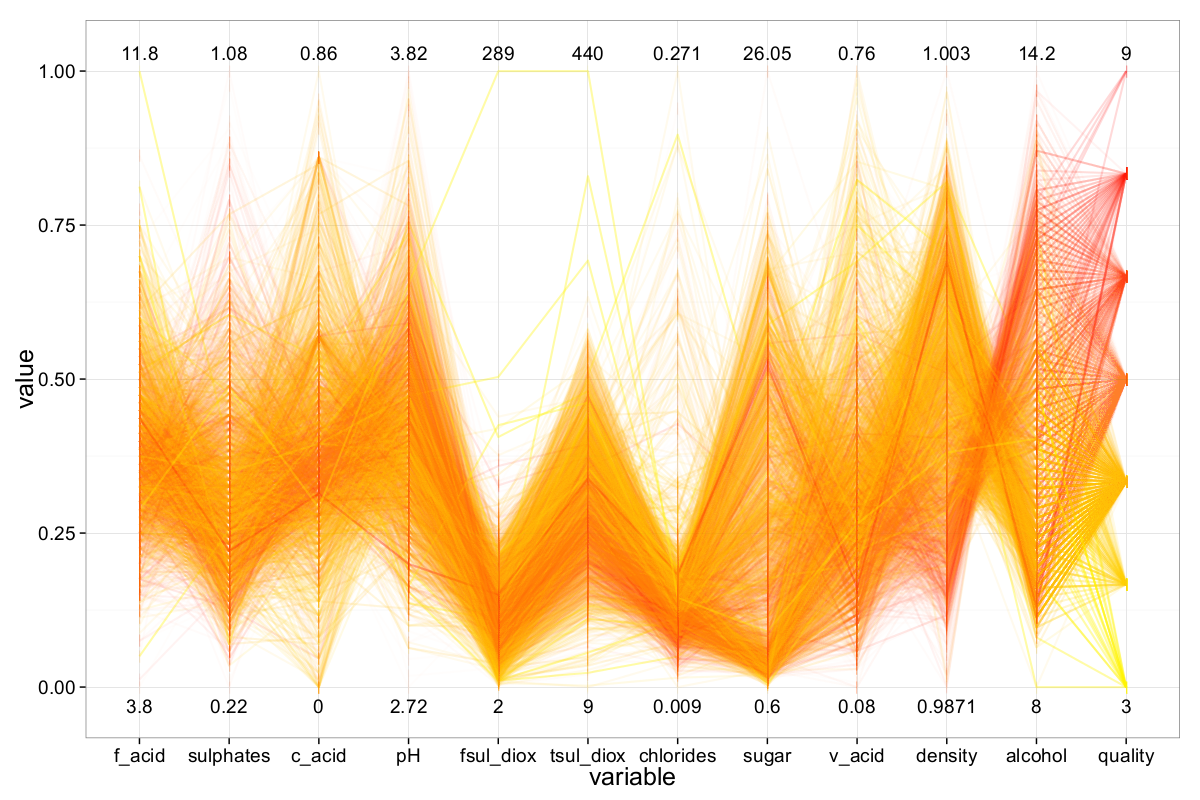 11.8 1.08 0.86 3.82 289 440 0.271 26.05 0.76 1.003 14.2 9
1.00
0.75
0.50
0.25
0.00
value
3.8 0.22 0 2.72 2 9 0.009 0.6 0.08 0.9871 8 3
f_acid sulphates c_acid pH fsul_diox tsul_diox chlorides sugar v_acid density alcohol quality
variable